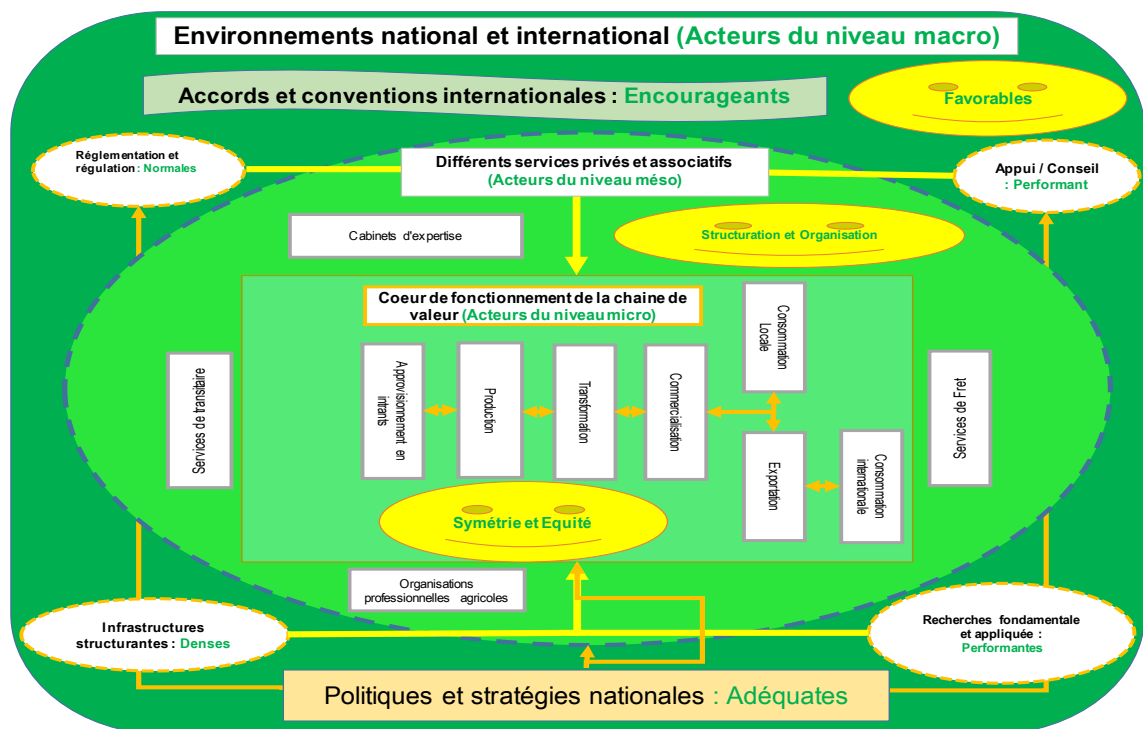 Environnements national et international (Acteurs du niveau macro)
Accords et conventions internationales : Encourageants
Favorables
Réglementation et
régulation : Normales
Différents services privés et associatifs
(Acteurs du niveau méso)
Appui / Conseil
: Performant
Cabinets d'expertise
Structuration et Organisation
Coeur de fonctionnement de la chaine de
valeur (Acteurs du niveau micro)
Services de transitaire
Approvisionnement en
intrants
Production
Transformation
Commercialisation
Consommation
Locale
Exportation
Consommation
internationale
Services de Fret
Symétrie et Equité
Organisations
professionnelles agricoles
Infrastructures
structurantes : Denses
Recherches fondamentale
et appliquée :
Performantes
Politiques et stratégies nationales : Adéquates